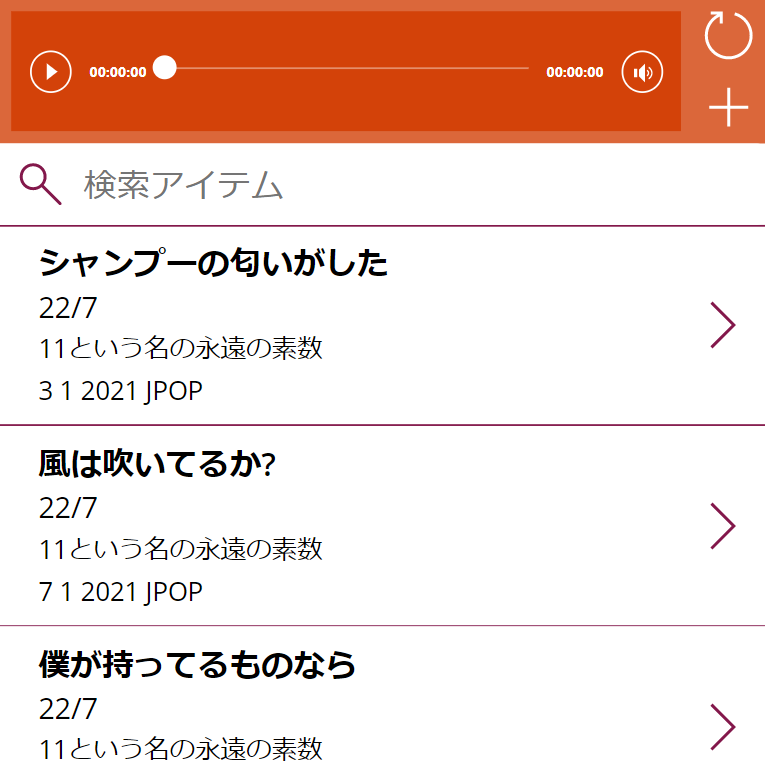 00:00:00 00:00:00
検索アイテム
シャンプーの匂いがした
22/7
11という名の永遠の素数
3 1 2021 JPOP
風は吹いてるか?
22/7
11という名の永遠の素数
7 1 2021 JPOP
僕が持ってるものなら
22/7
11という名の永遠の素数